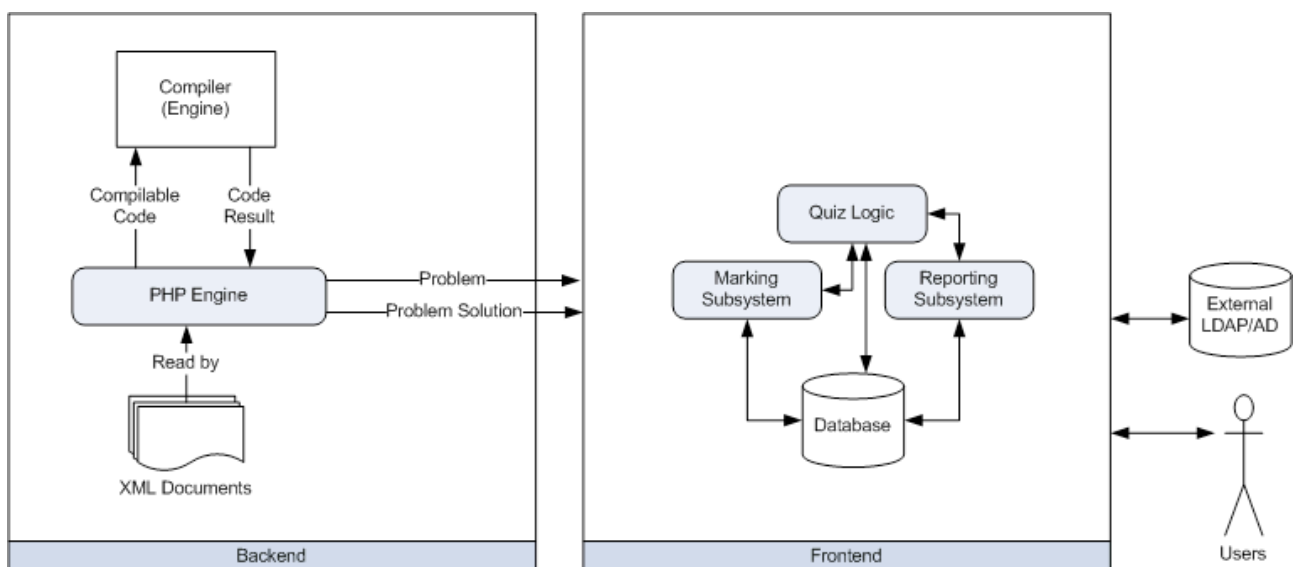 Compiler
(Engine)
Compilable
Code
Code
Result
PHP Engine
Read by
XML Documents
Backend
Problem
Problem Solution
Quiz Logic
Marking
Subsystem
Reporting
Subsystem
Database
Frontend
External
LDAP/AD
Users